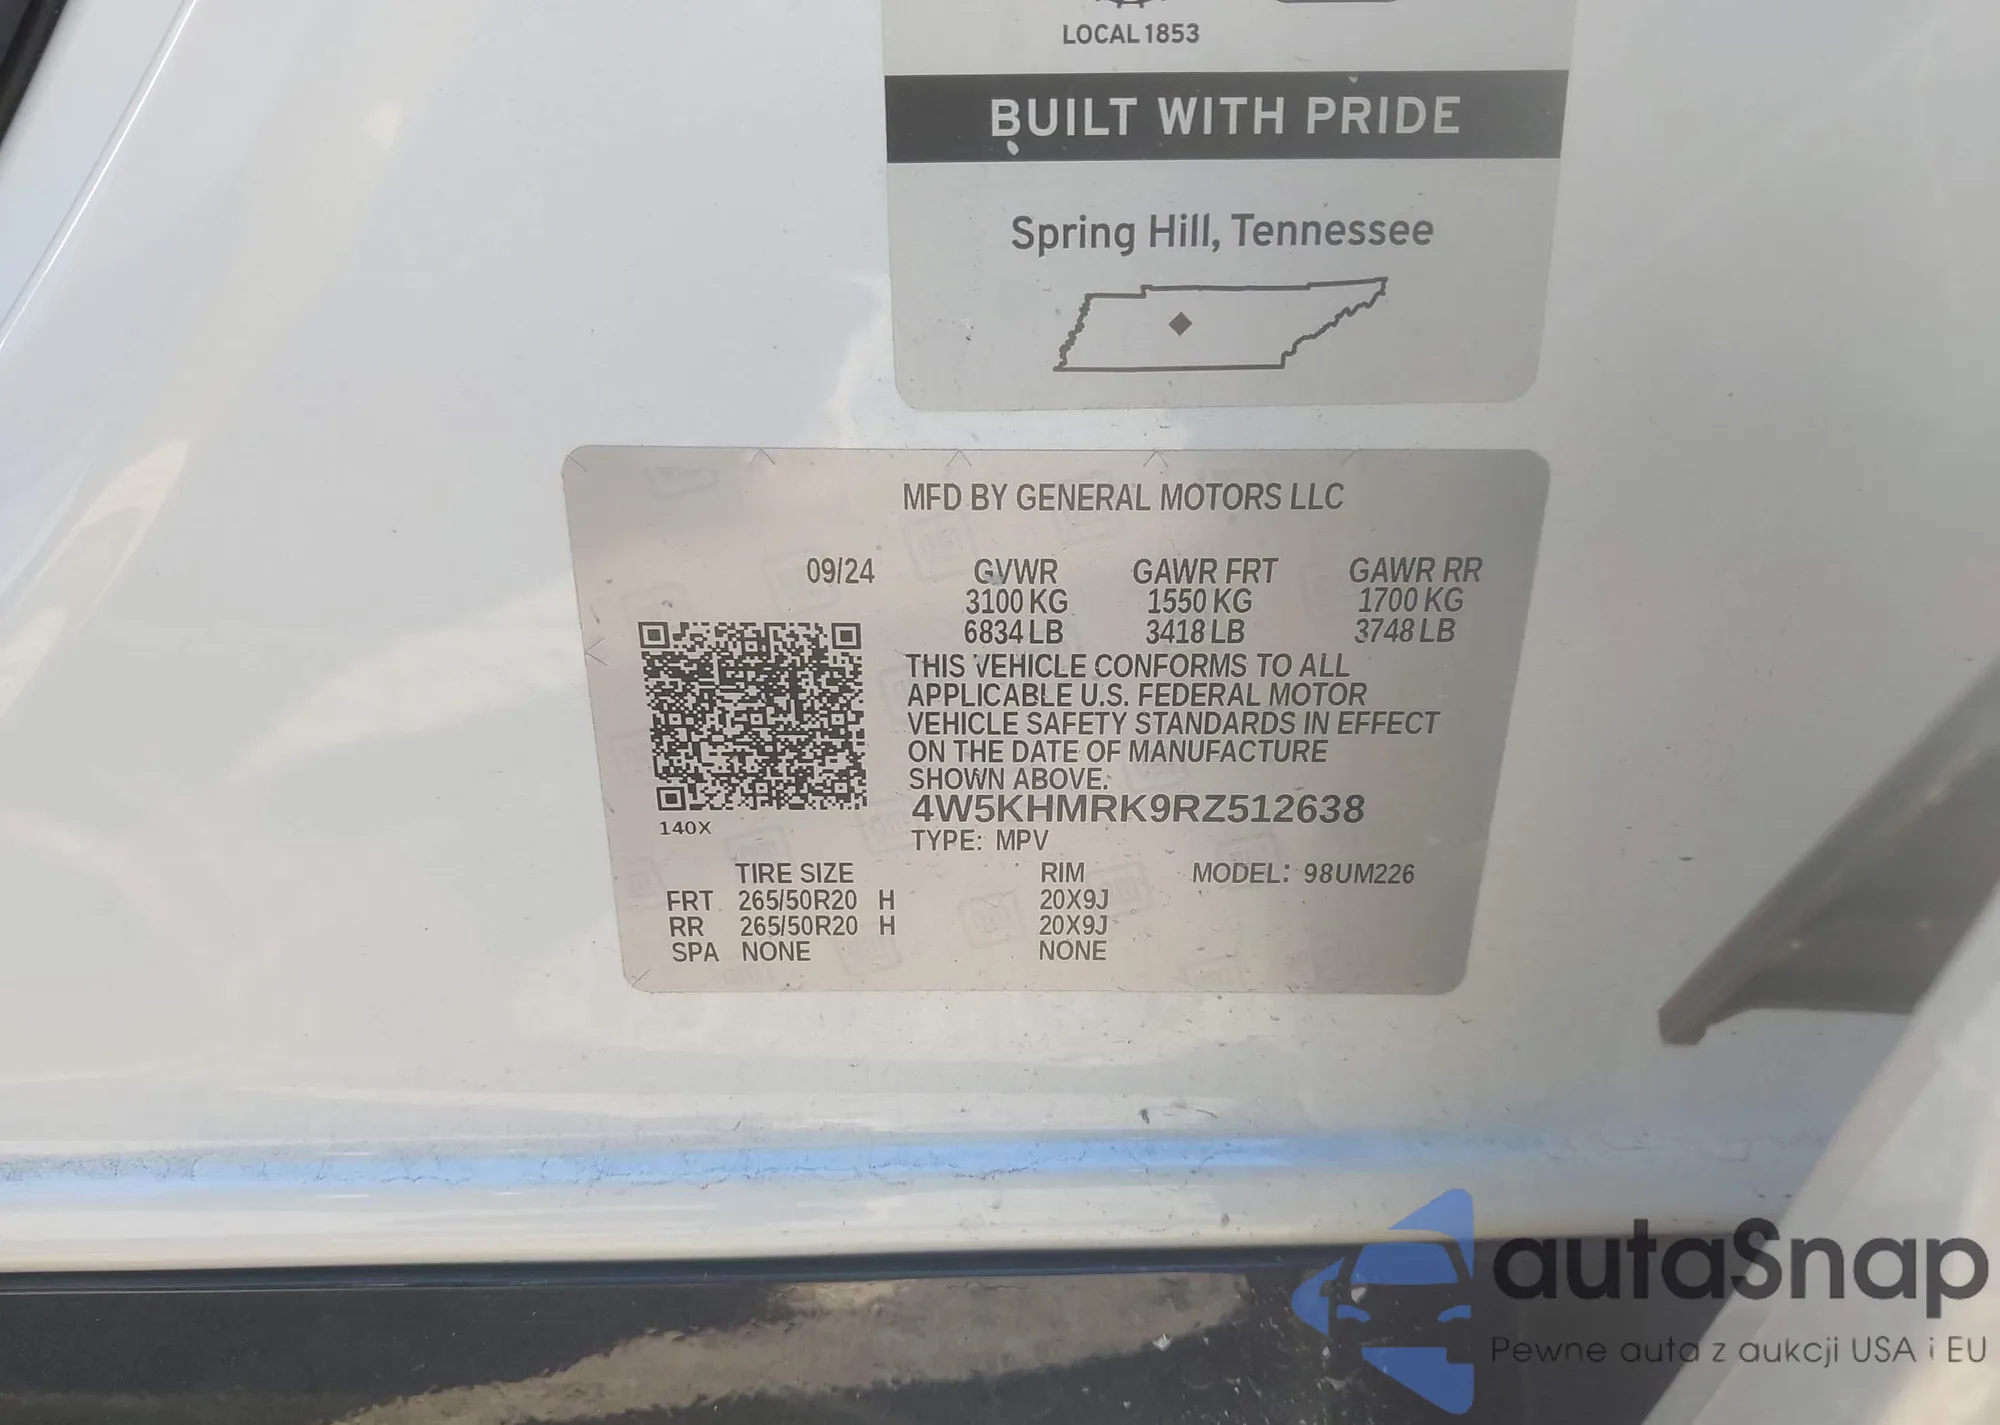 LOCAL 1853
BUILT WITH PRIDE
Spring Hill, Tennessee
MFD BY GENERAL MOTORS LLC
09/24 GVWR GAWR FRT GAWR RR
3100 KG 1550 KG 1700 KG
6834 LB 3418 LB 3748 LB
THIS VEHICLE CONFORMS TO ALL
APPLICABLE U.S. FEDERAL MOTOR
VEHICLE SAFETY STANDARDS IN EFFECT
ON THE DATE OF MANUFACTURE
SHOWN ABOVE.
4W5KHMRK9RZ512638
140X
TYPE: MPV
TIRE SIZE RIM MODEL: 98UM226
FRT 265/50R20 H 20X9J
RR 265/50R20 H 20X9J
SPA NONE NONE
autaSnap
Pewne auta z aukcji USA i EU